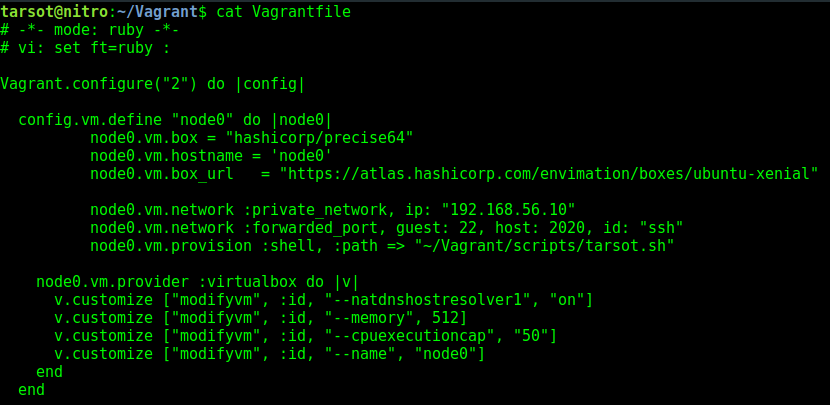 tarsot@nitro:~/Vagrant$ cat Vagrantfile
# -*- mode: ruby -*-
# vi: set ft=ruby :

Vagrant.configure("2") do |config|

  config.vm.define "node0" do |node0|
          node0.vm.box = "hashicorp/precise64"
          node0.vm.hostname = 'node0'
          node0.vm.box_url   = "https://atlas.hashicorp.com/envimation/boxes/ubuntu-xenial"

          node0.vm.network :private_network, ip: "192.168.56.10"
          node0.vm.network :forwarded_port, guest: 22, host: 2020, id: "ssh"
          node0.vm.provision :shell, :path => "~/Vagrant/scripts/tarsot.sh"

    node0.vm.provider :virtualbox do |v|
      v.customize ["modifyvm", :id, "--natdnshostresolver1", "on"]
      v.customize ["modifyvm", :id, "--memory", 512]
      v.customize ["modifyvm", :id, "--cpuexecutioncap", "50"]
      v.customize ["modifyvm", :id, "--name", "node0"]
    end
  end